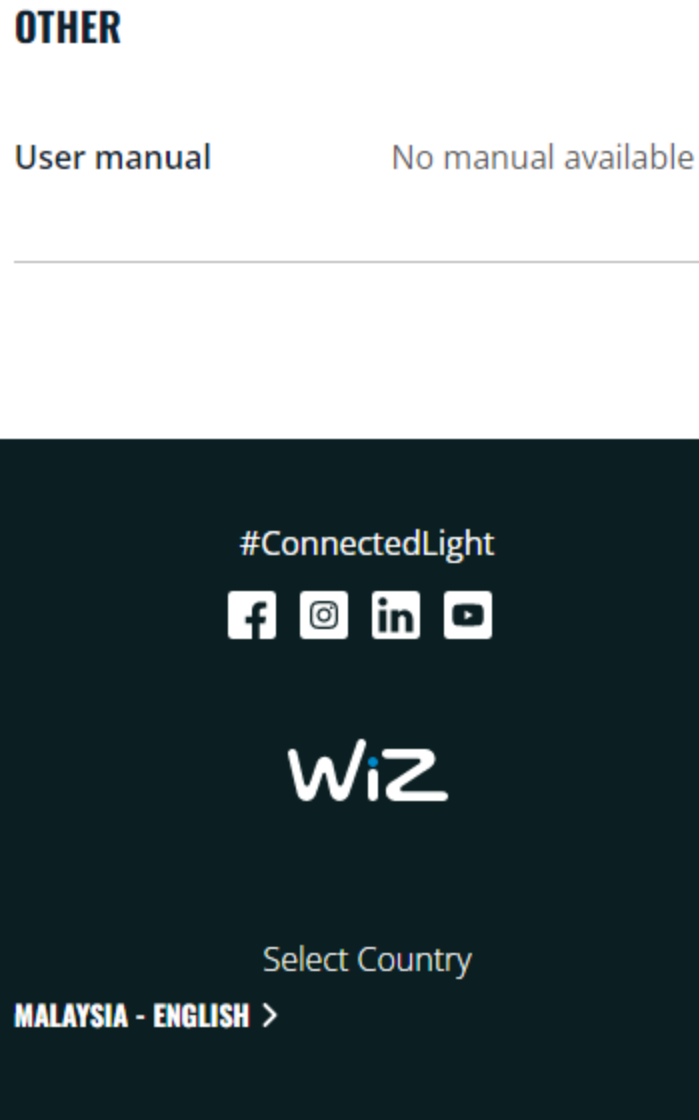 OTHER
User manual No manual available
#ConnectedLight
WiZ
Select Country
MALAYSIA - ENGLISH